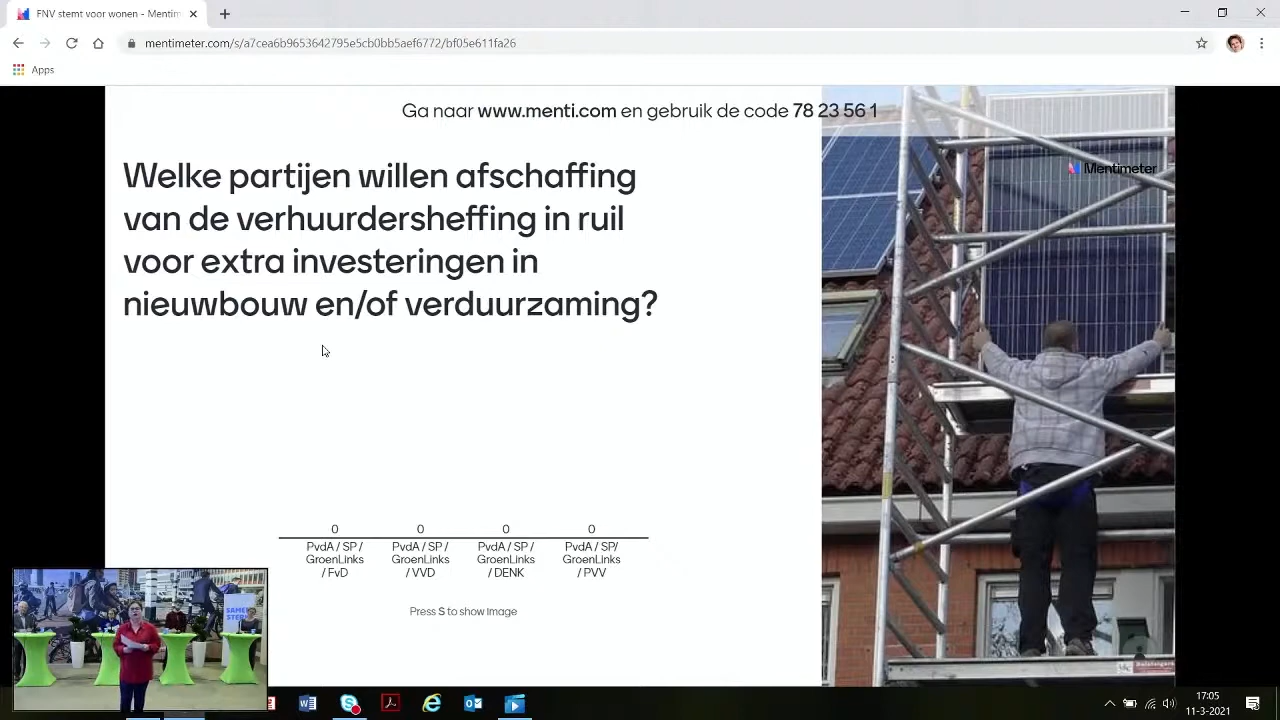 FNV stemt voor wonen - Mentim
mentimeter.com/s/a7cea6b9653642795e5cb0bb5aef6772/bf05e611fa26
Apps
Ga naar www.menti.com en gebruik de code 78 23 56 1
Mentimeter
Welke partijen willen afschaffing
van de verhuurdersheffing in ruil
voor extra investeringen in
nieuwbouw en/of verduurzaming?
0 0 0 0
PvdA / SP / PvdA / SP / PvdA / SP / PvdA / SP/
GroenLinks GroenLinks GroenLinks GroenLinks
/ FvD / VVD / DENK / PVV
Press S to show image
17:05
11-3-2021